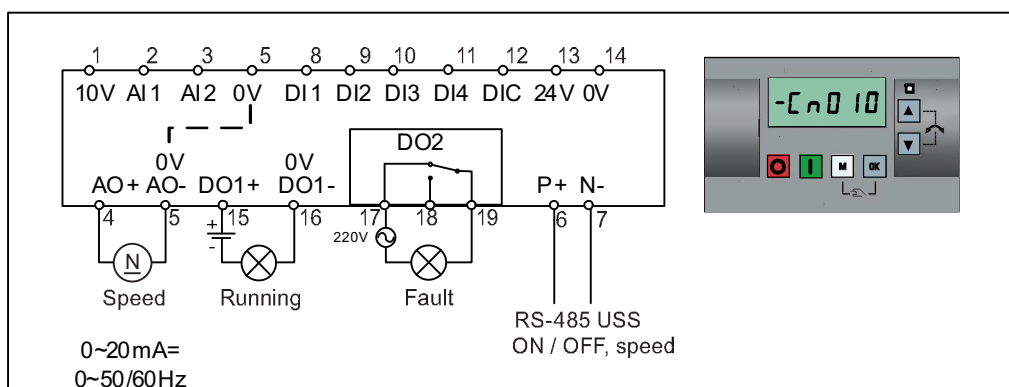 1 2 3 5 8 9 10 11 12 13 14
10V AI1 AI2 0V DI1 DI2 DI3 DI4 DIC 24V 0V
DO2
0V 0V
AO+ AO- DO1+ DO1- P+ N-
4 5 15 16 17 18 19 6 7
+
-
220V
N
Speed Running Fault
RS-485 USS
ON / OFF, speed
0~20mA=
0~50/60Hz
-Cn010
M OK